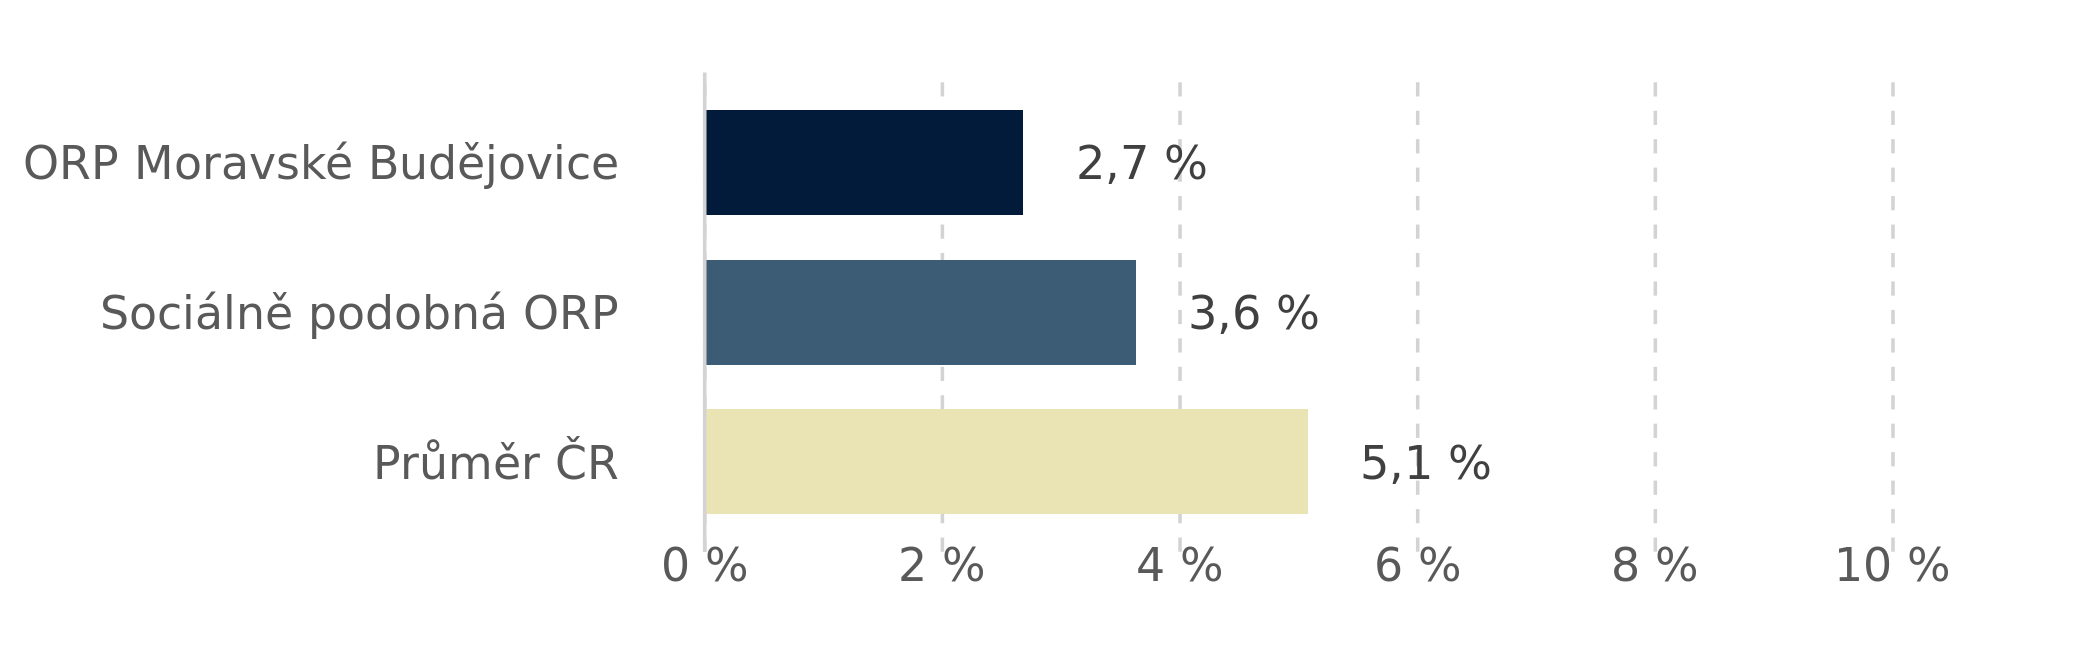 ORP Moravské Budějovice 2,7 %
Sociálně podobná ORP 3,6 %
Průměr ČR 5,1 %
0 % 2 % 4 % 6 % 8 % 10 %